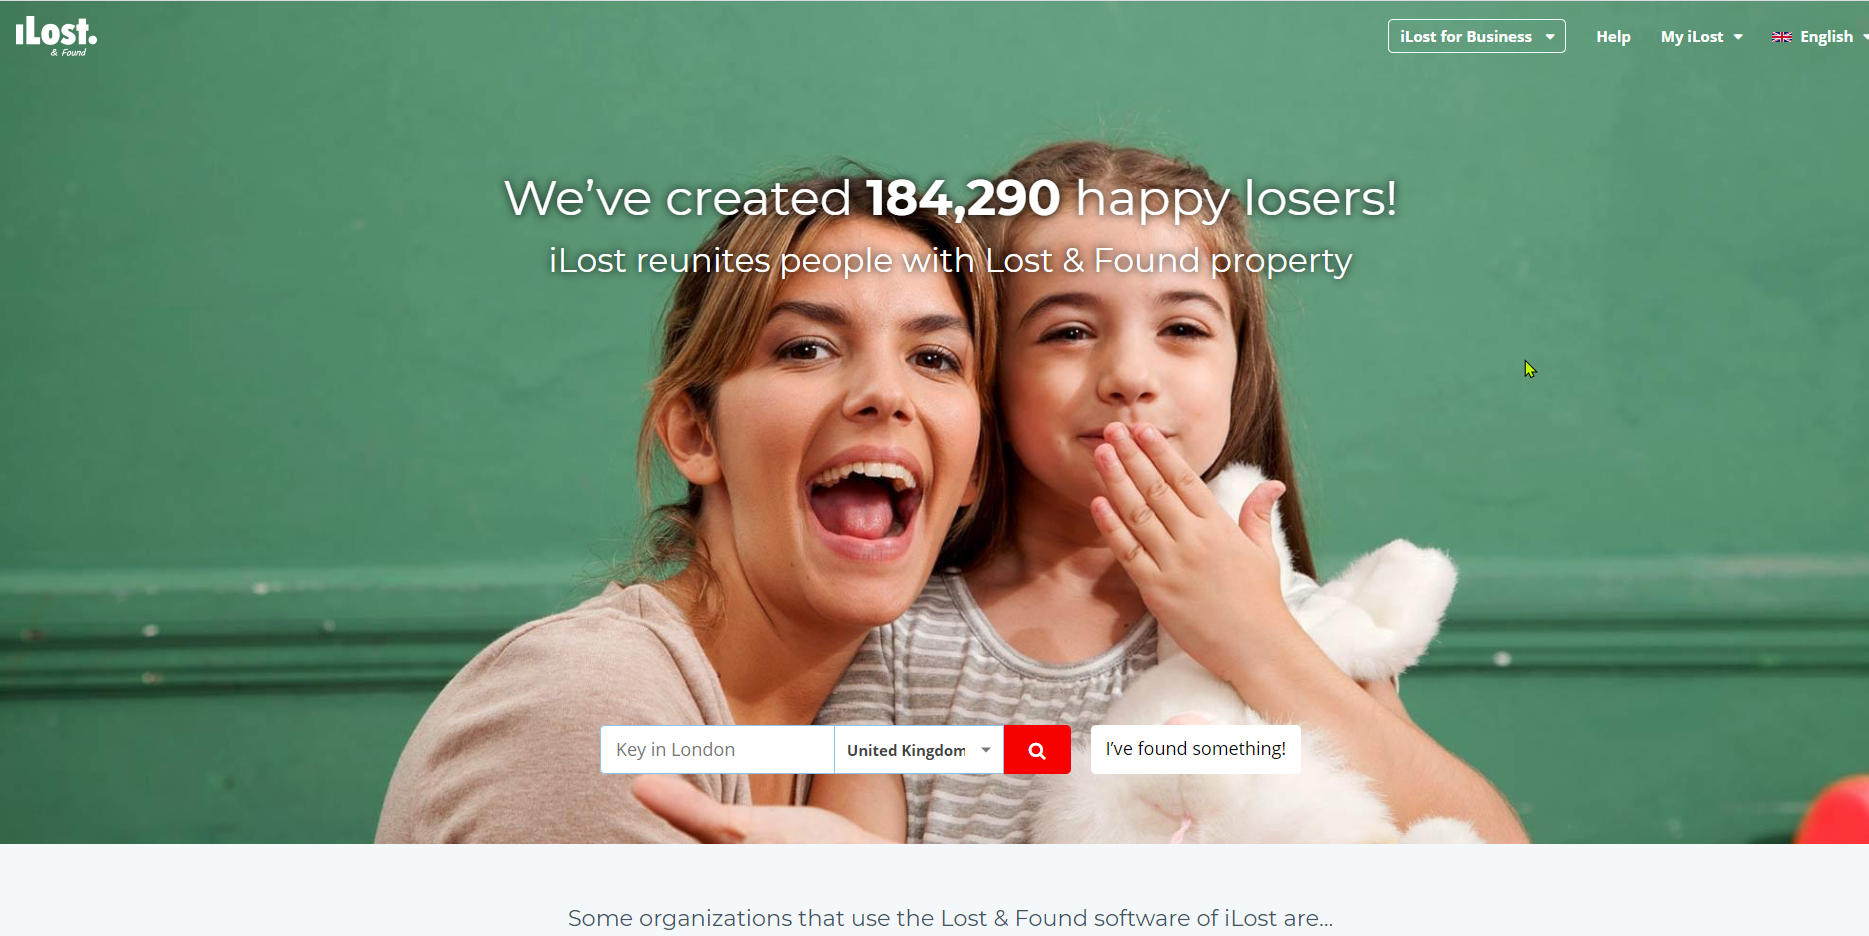 iLost.
& Found
iLost for Business
Help
My iLost
English
We’ve created 184,290 happy losers!
iLost reunites people with Lost & Found property
Key in London
United Kingdom
I’ve found something!
Some organizations that use the Lost & Found software of iLost are...